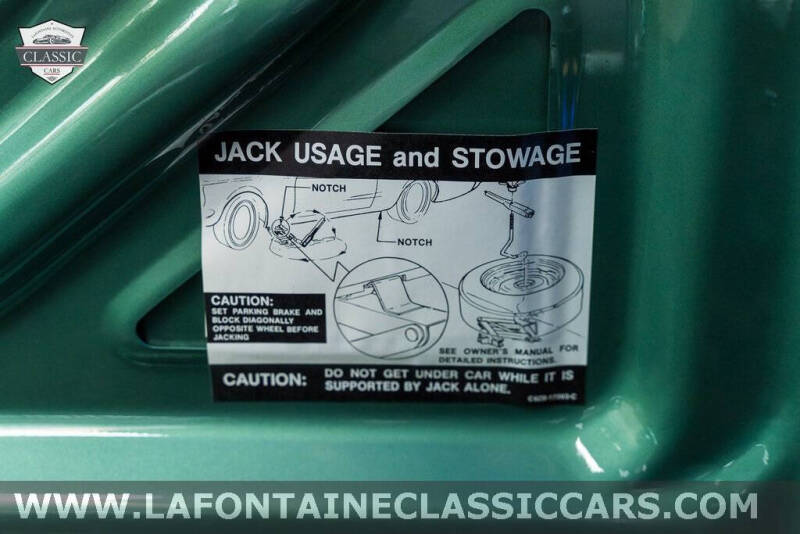 CLASSIC
CARS
JACK USAGE and STOWAGE
NOTCH
NOTCH
CAUTION:
SET PARKING BRAKE AND
BLOCK DIAGONALLY
OPPOSITE WHEEL BEFORE
JACKING
SEE OWNER'S MANUAL FOR
DETAILED INSTRUCTIONS.
CAUTION: DO NOT GET UNDER CAR WHILE IT IS
SUPPORTED BY JACK ALONE.
WWW.LAFONTAINECLASSICCARS.COM